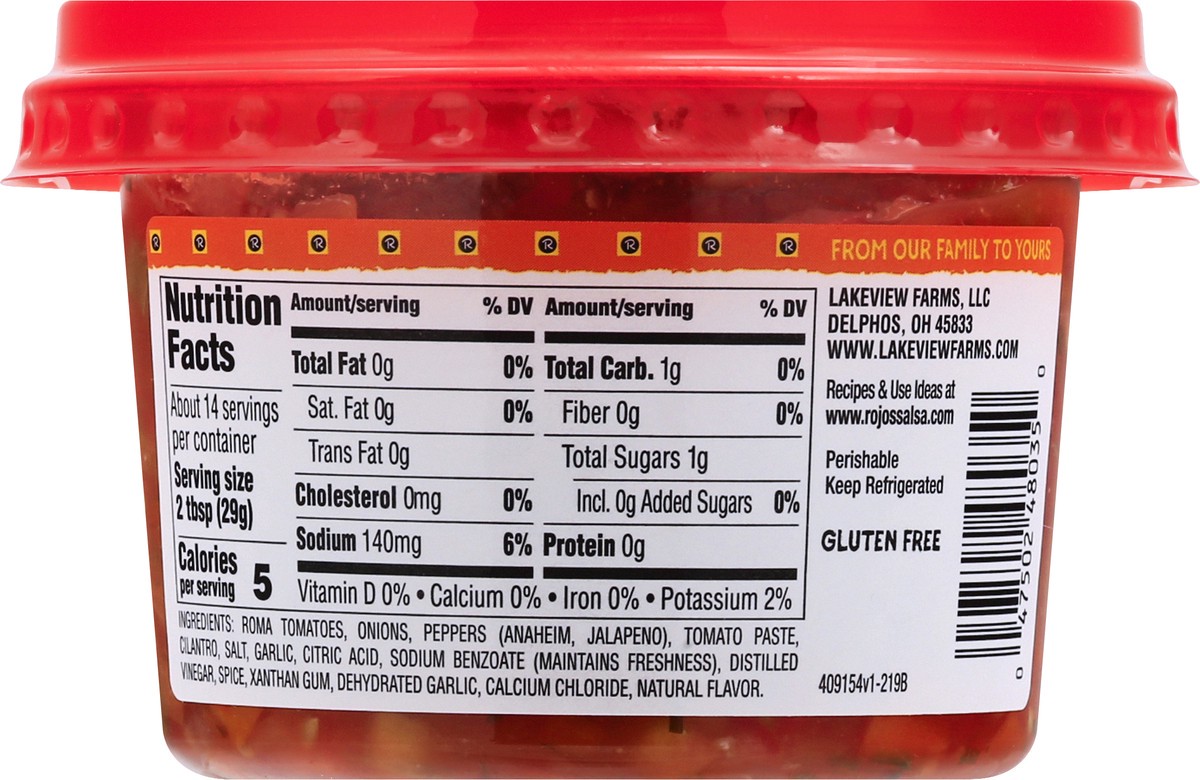 R R R R R R R R R R FROM OUR FAMILY TO YOURS
Nutrition
Facts
About 14 servings
per container
Serving size
2 tbsp (29g)
Calories
per serving 5
Amount/serving % DV
Total Fat 0g 0%
Sat. Fat 0g 0%
Trans Fat 0g
Cholesterol 0mg 0%
Sodium 140mg 6%
Amount/serving % DV
Total Carb. 1g 0%
Fiber 0g 0%
Total Sugars 1g
Incl. 0g Added Sugars 0%
Protein 0g
Vitamin D 0% • Calcium 0% • Iron 0% • Potassium 2%
INGREDIENTS: ROMA TOMATOES, ONIONS, PEPPERS (ANAHEIM, JALAPENO), TOMATO PASTE,
CILANTRO, SALT, GARLIC, CITRIC ACID, SODIUM BENZOATE (MAINTAINS FRESHNESS), DISTILLED
VINEGAR, SPICE, XANTHAN GUM, DEHYDRATED GARLIC, CALCIUM CHLORIDE, NATURAL FLAVOR.
LAKEVIEW FARMS, LLC
DELPHOS, OH 45833
WWW.LAKEVIEWFARMS.COM
Recipes & Use Ideas at
www.rojossalsa.com
Perishable
Keep Refrigerated
GLUTEN FREE
409154v1-219B
0 47502 48035 0